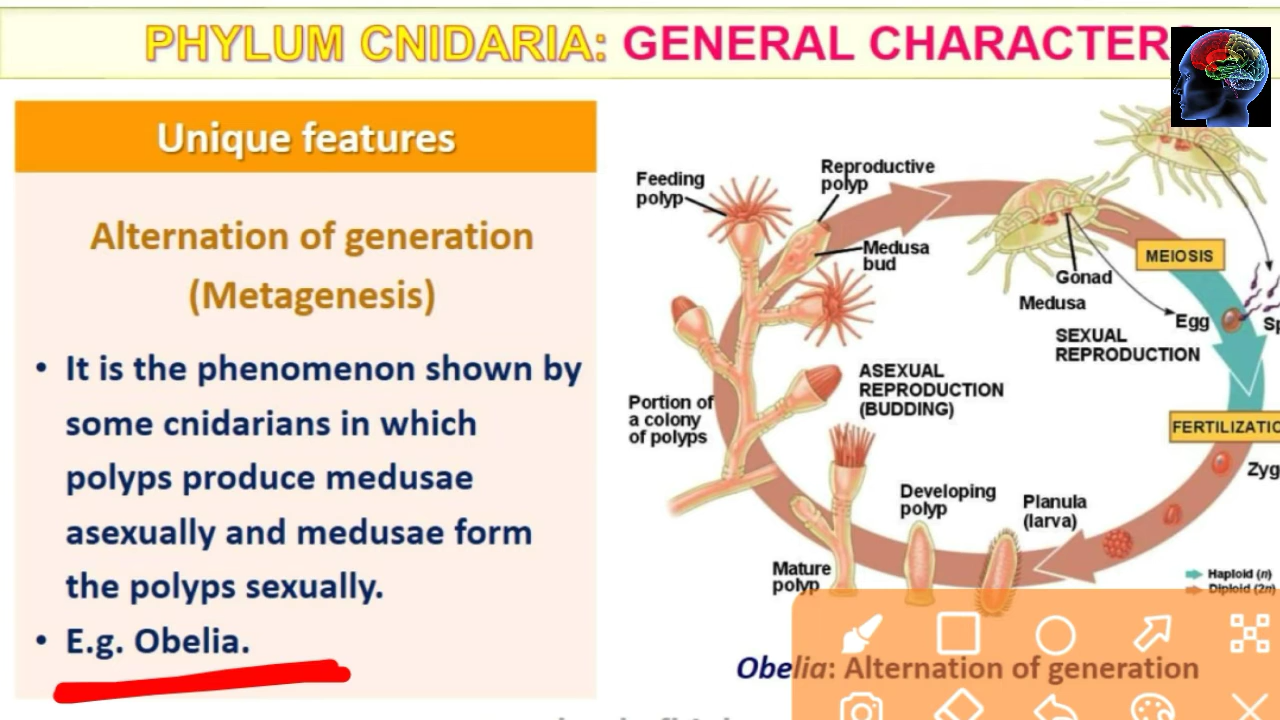 PHYLUM CNIDARIA: GENERAL CHARACTER
Unique features
Alternation of generation
(Metagenesis)
• It is the phenomenon shown by
some cnidarians in which
polyps produce medusae
asexually and medusae form
the polyps sexually.
• E.g. Obelia.
Feeding
polyp
Reproductive
polyp
Medusa
bud
Gonad
Medusa
MEIOSIS
Egg
Sp
SEXUAL
REPRODUCTION
ASEXUAL
REPRODUCTION
(BUDDING)
Portion of
a colony
of polyps
FERTILIZATIO
Zyg
Developing
polyp
Planula
(larva)
Mature
polyp
Haploid (n)
Diploid (2n)
Obelia: Alternation of generation